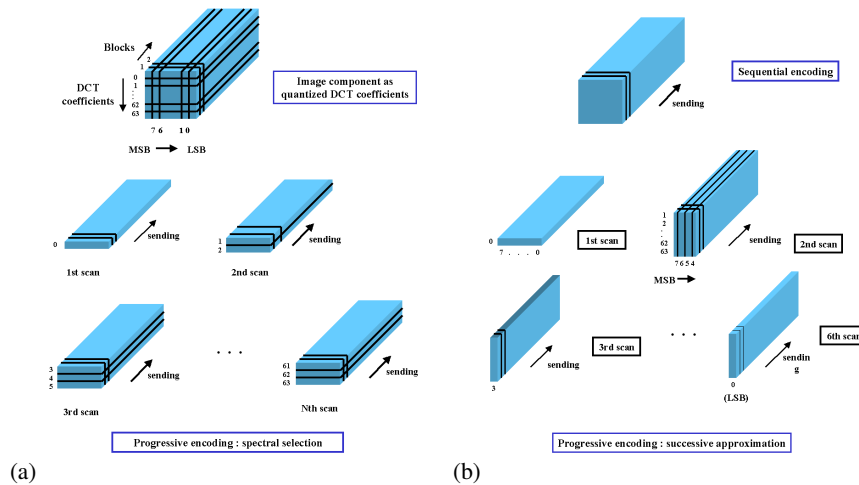 Blocks
2
1
0
1
.
.
.
62
63
DCT
coefficients
7 6 1 0
MSB LSB
Image component as
quantized DCT coefficients
0
sending
1st scan
1
2
sending
2nd scan
3
4
5
sending
3rd scan
. . .
61
62
63
sending
Nth scan
Progressive encoding : spectral selection
(a)
Sequential encoding
sending
0
7 . . . 0
1st scan
1
2
.
.
62
63
7 6 5 4
MSB
sending
2nd scan
3
sending
3rd scan
. . .
0
(LSB)
sendin
g
6th scan
Progressive encoding : successive approximation
(b)